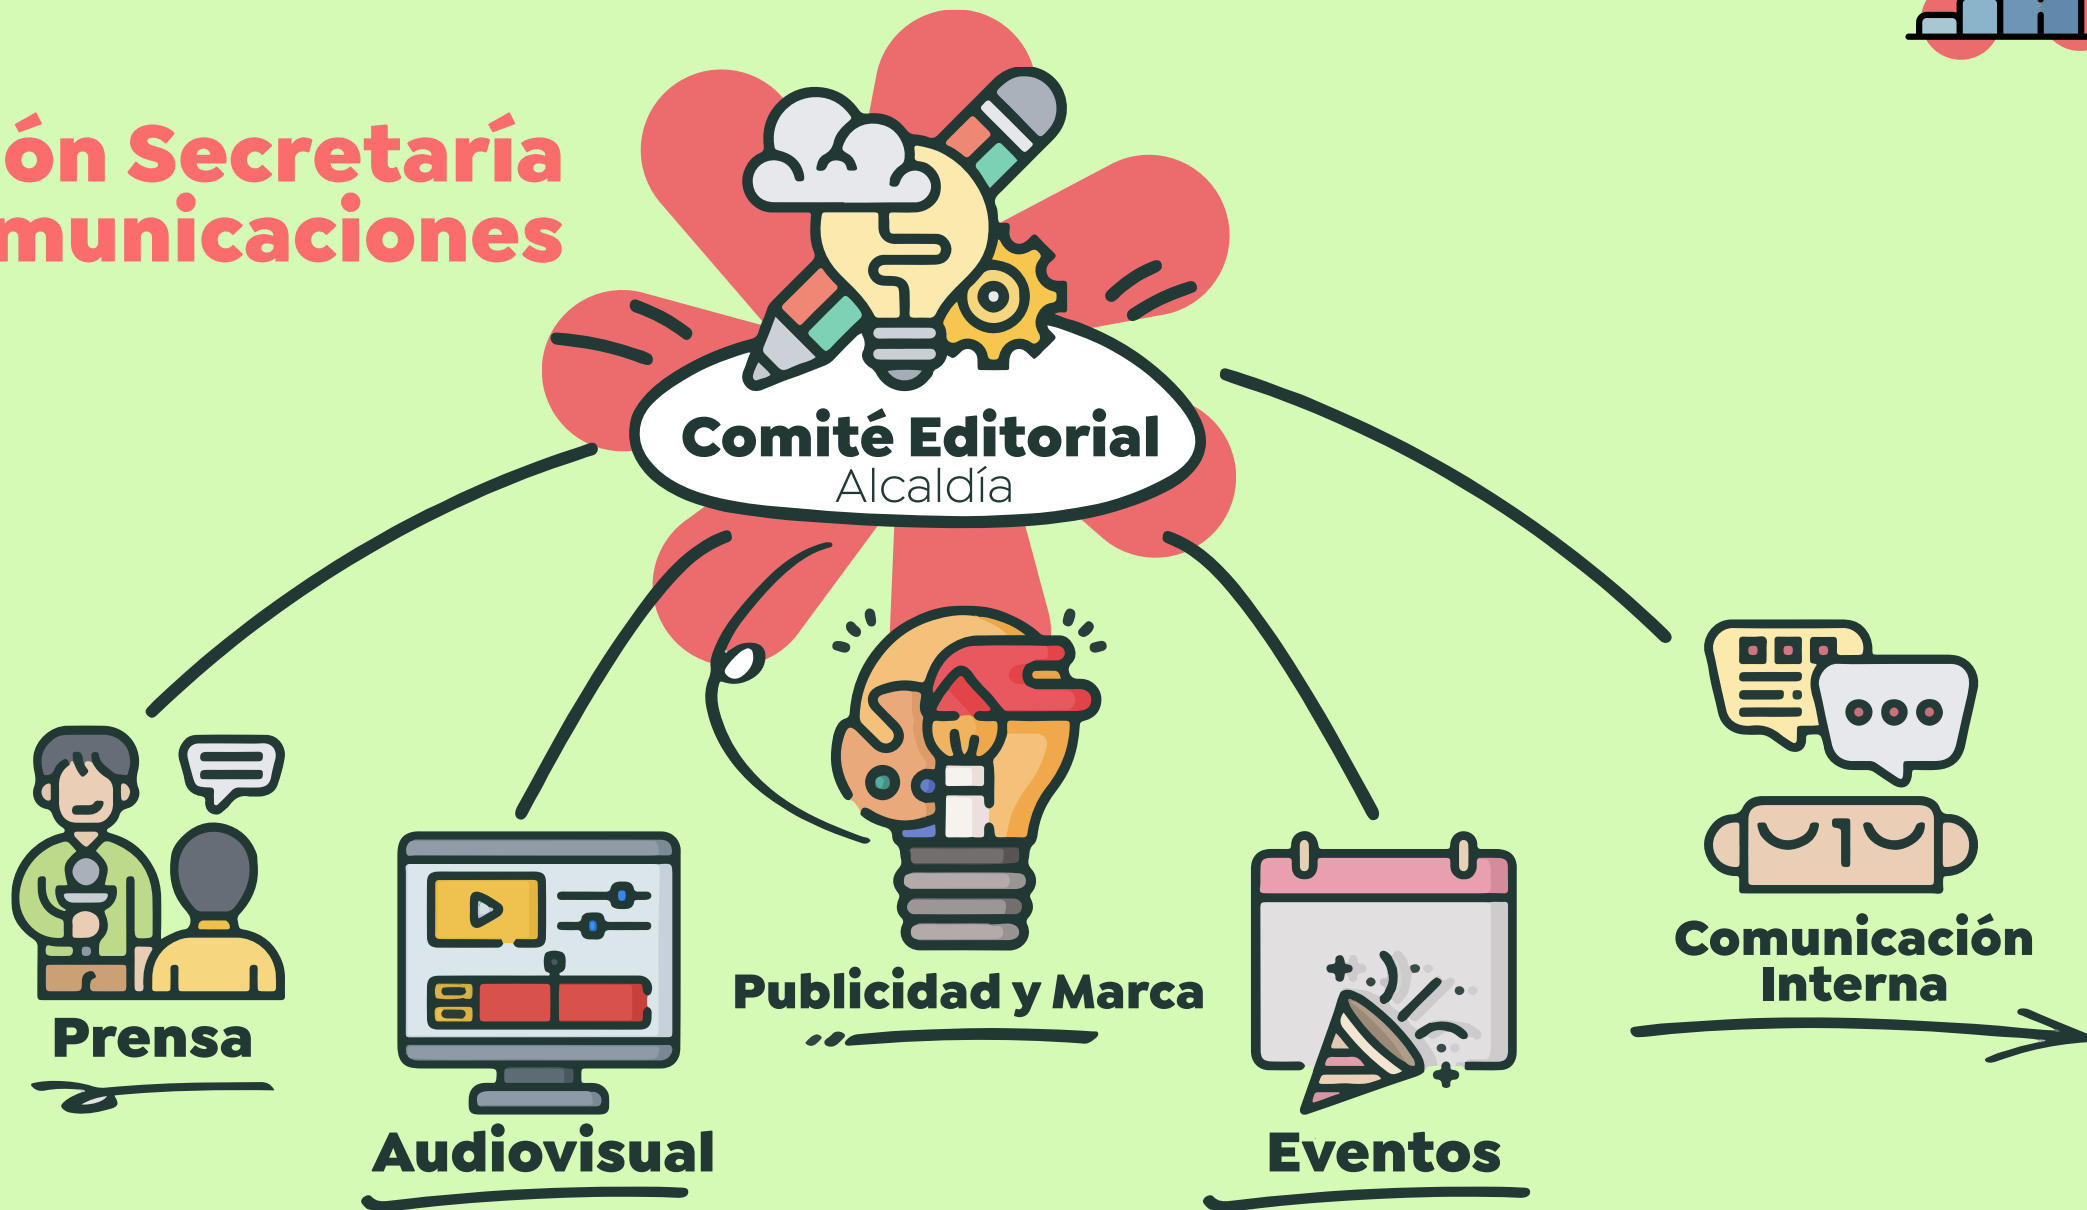 ón Secretaría
municaciones
Comité Editorial
Alcaldía
Prensa
Audiovisual
Publicidad y Marca
Eventos
Comunicación
Interna